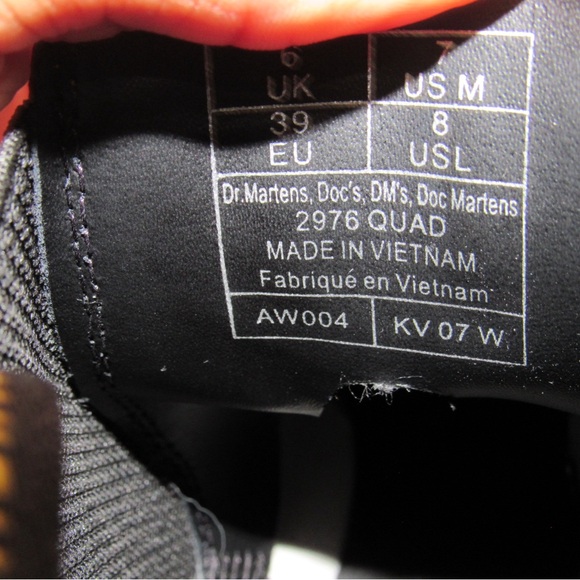 6 7
UK US M
39 8
EU USL
Dr.Martens, Doc's, DM's, Doc Martens
2976 QUAD
MADE IN VIETNAM
Fabriqué en Vietnam
AW004 KV 07 W